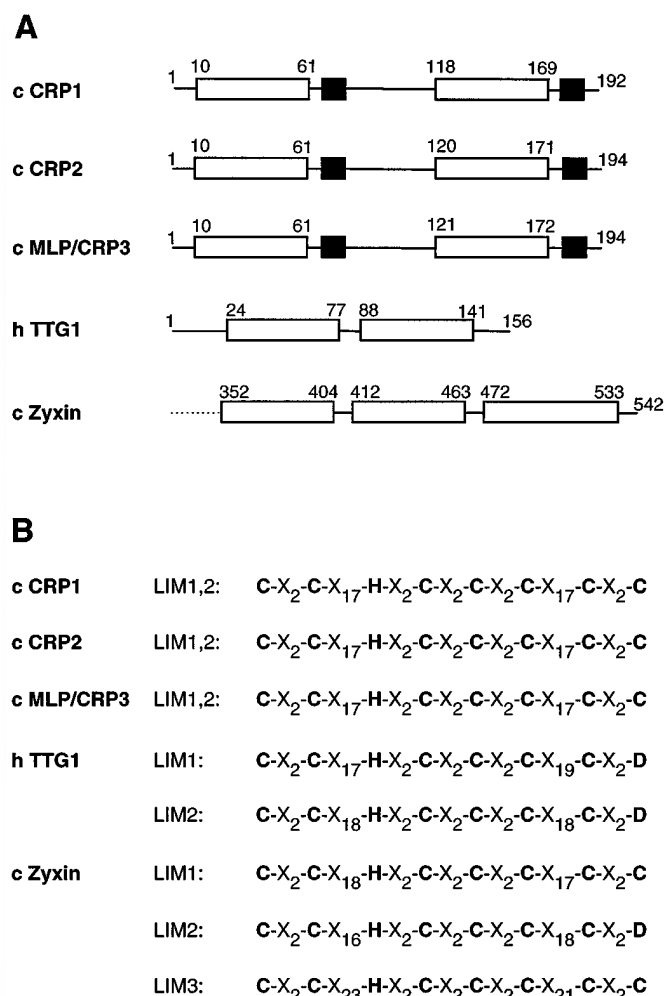 A
c CRP1 1 10 61 118 169 192
c CRP2 1 10 61 120 171 194
c MLP/CRP3 1 10 61 121 172 194
h TTG1 1 24 77 88 141 156
c Zyxin 352 404 412 463 472 533 542
B
c CRP1 LIM1,2: C-X2-C-X17-H-X2-C-X2-C-X2-C-X17-C-X2-C
c CRP2 LIM1,2: C-X2-C-X17-H-X2-C-X2-C-X2-C-X17-C-X2-C
c MLP/CRP3 LIM1,2: C-X2-C-X17-H-X2-C-X2-C-X2-C-X17-C-X2-C
h TTG1 LIM1: C-X2-C-X17-H-X2-C-X2-C-X2-C-X19-C-X2-D
LIM2: C-X2-C-X18-H-X2-C-X2-C-X2-C-X18-C-X2-D
c Zyxin LIM1: C-X2-C-X18-H-X2-C-X2-C-X2-C-X17-C-X2-C
LIM2: C-X2-C-X16-H-X2-C-X2-C-X2-C-X18-C-X2-D
LIM3: C-X2-C-X23-H-X2-C-X2-C-X2-C-X21-C-X2-C